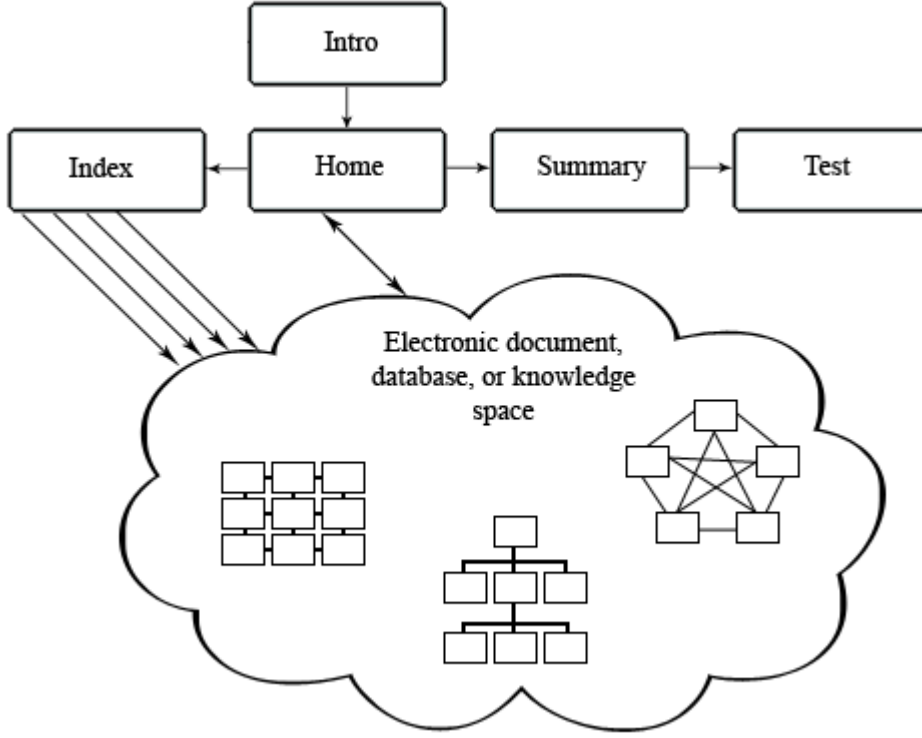 Intro
Index
Home
Summary
Test
Electronic document,
database, or knowledge
space